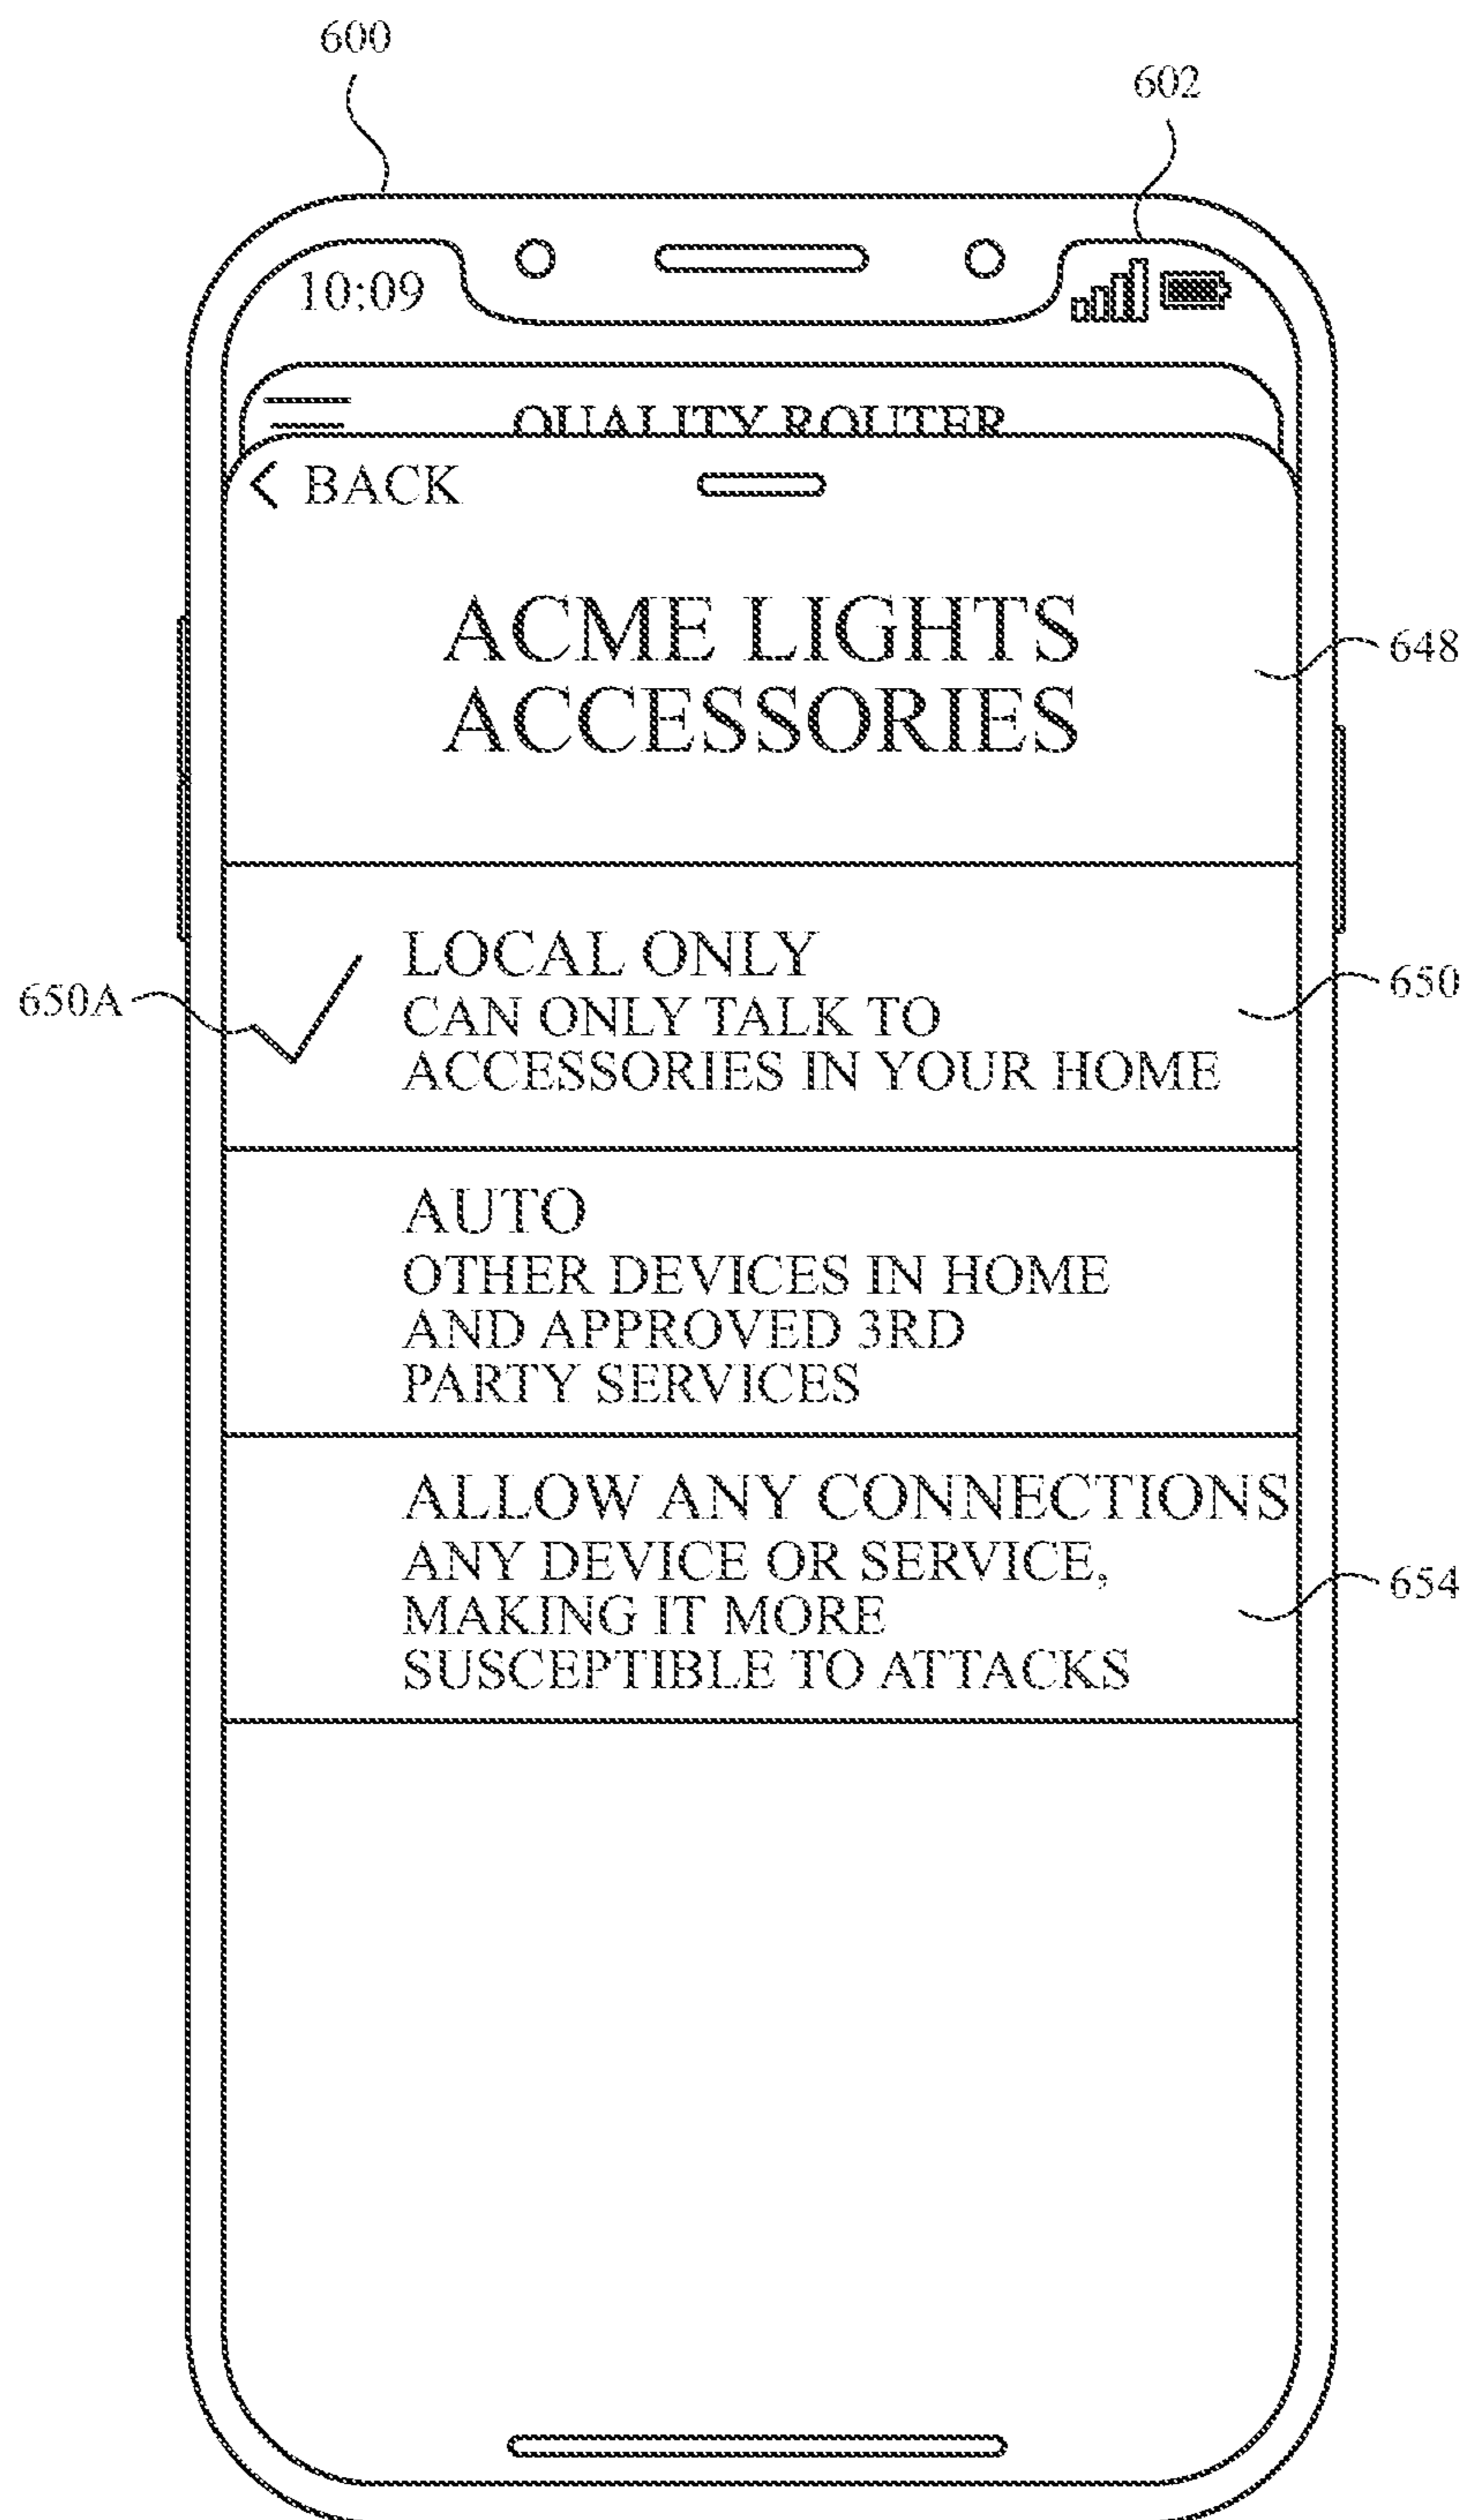 600
602
10:09
QUALITY ROUTER
BACK
ACME LIGHTS
ACCESSORIES
648
LOCAL ONLY
CAN ONLY TALK TO
ACCESSORIES IN YOUR HOME
650A
650
AUTO
OTHER DEVICES IN HOME
AND APPROVED 3RD
PARTY SERVICES
ALLOW ANY CONNECTIONS
ANY DEVICE OR SERVICE,
MAKING IT MORE
SUSCEPTIBLE TO ATTACKS
654